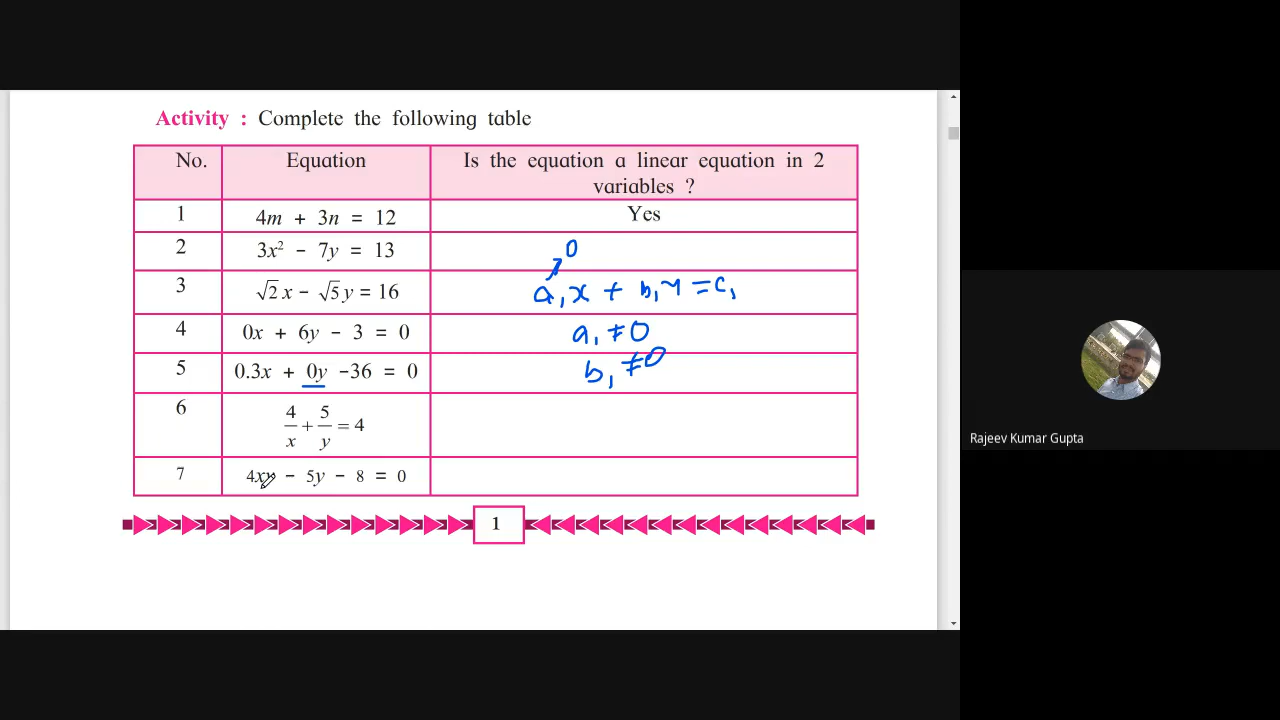 Activity : Complete the following table
No. Equation Is the equation a linear equation in 2 variables ?
1 4m + 3n = 12 Yes
2 3x² − 7y = 13
0
3 √2x − √5y = 16 a₁x + b₁y = c₁
4 0x + 6y − 3 = 0 a₁ ≠ 0
5 0.3x + 0y −36 = 0 b₁ ≠ 0
6 4/x + 5/y = 4
7 4xy − 5y − 8 = 0
1
Rajeev Kumar Gupta